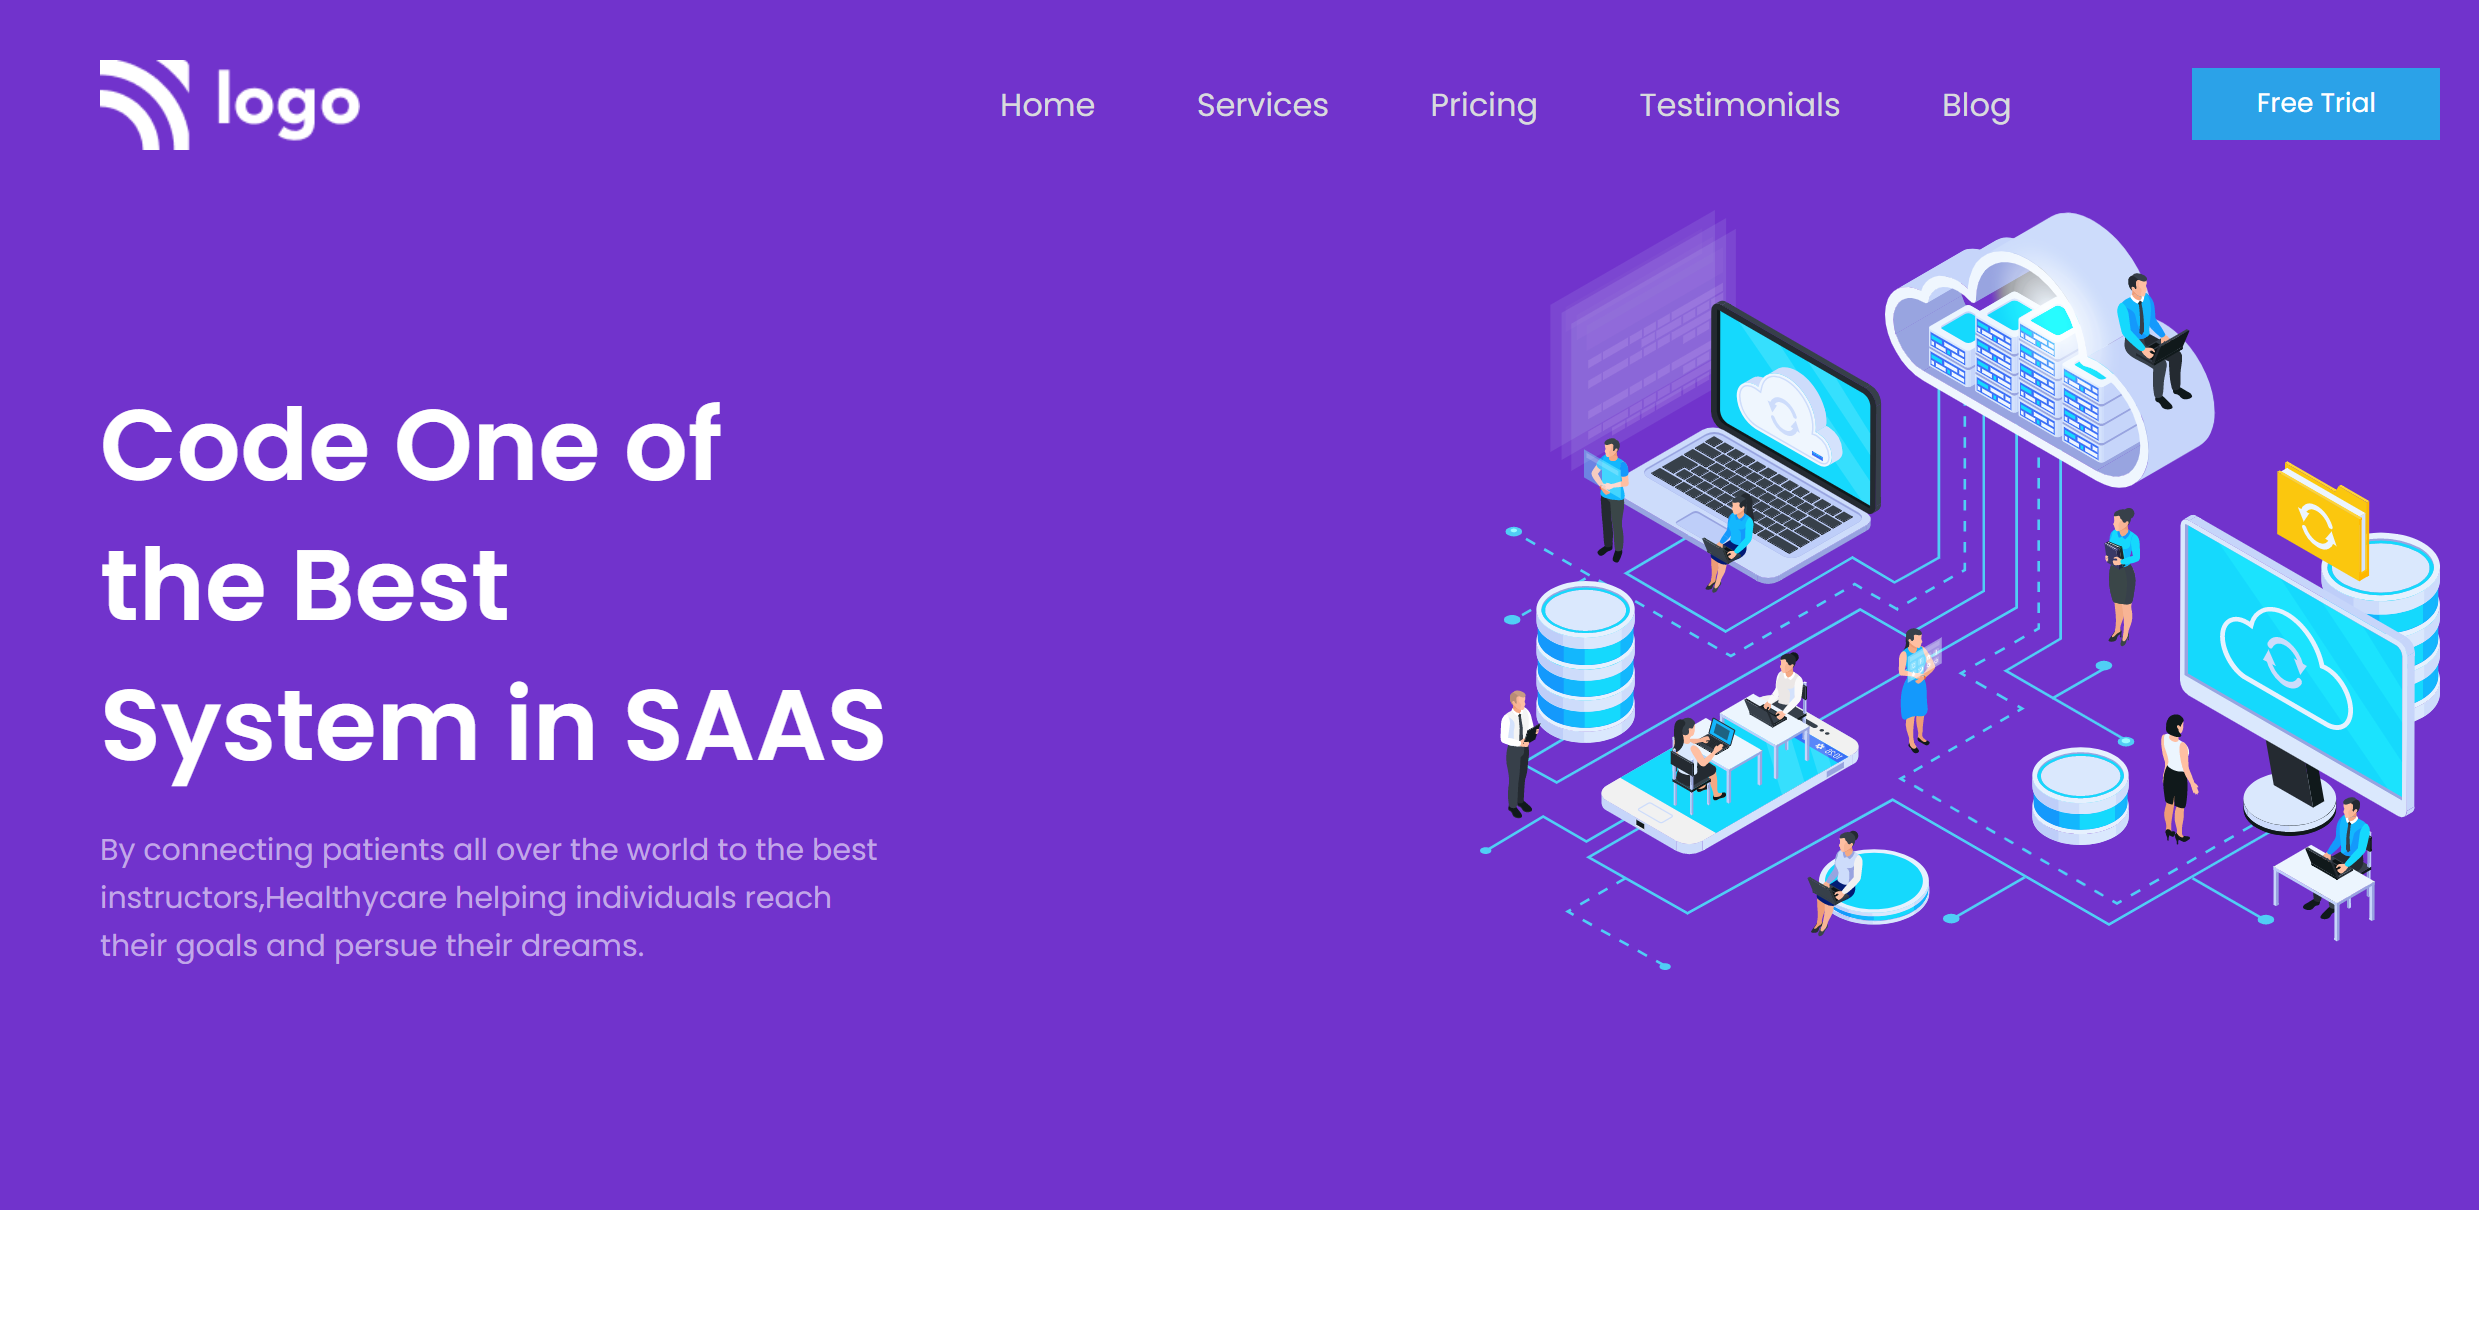 logo
Home
Services
Pricing
Testimonials
Blog
Free Trial
Code One of
the Best
System in SAAS
By connecting patients all over the world to the best
instructors,Healthycare helping individuals reach
their goals and persue their dreams.